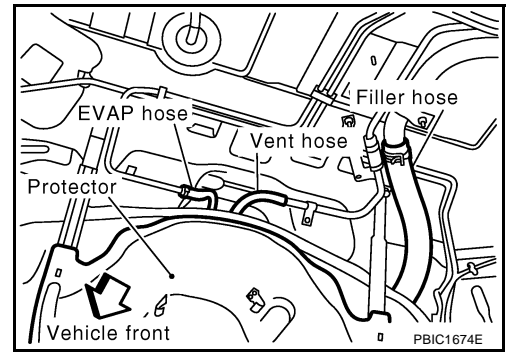 Filler hose
EVAP hose
Vent hose
Protector
Vehicle front
PBIC1674E